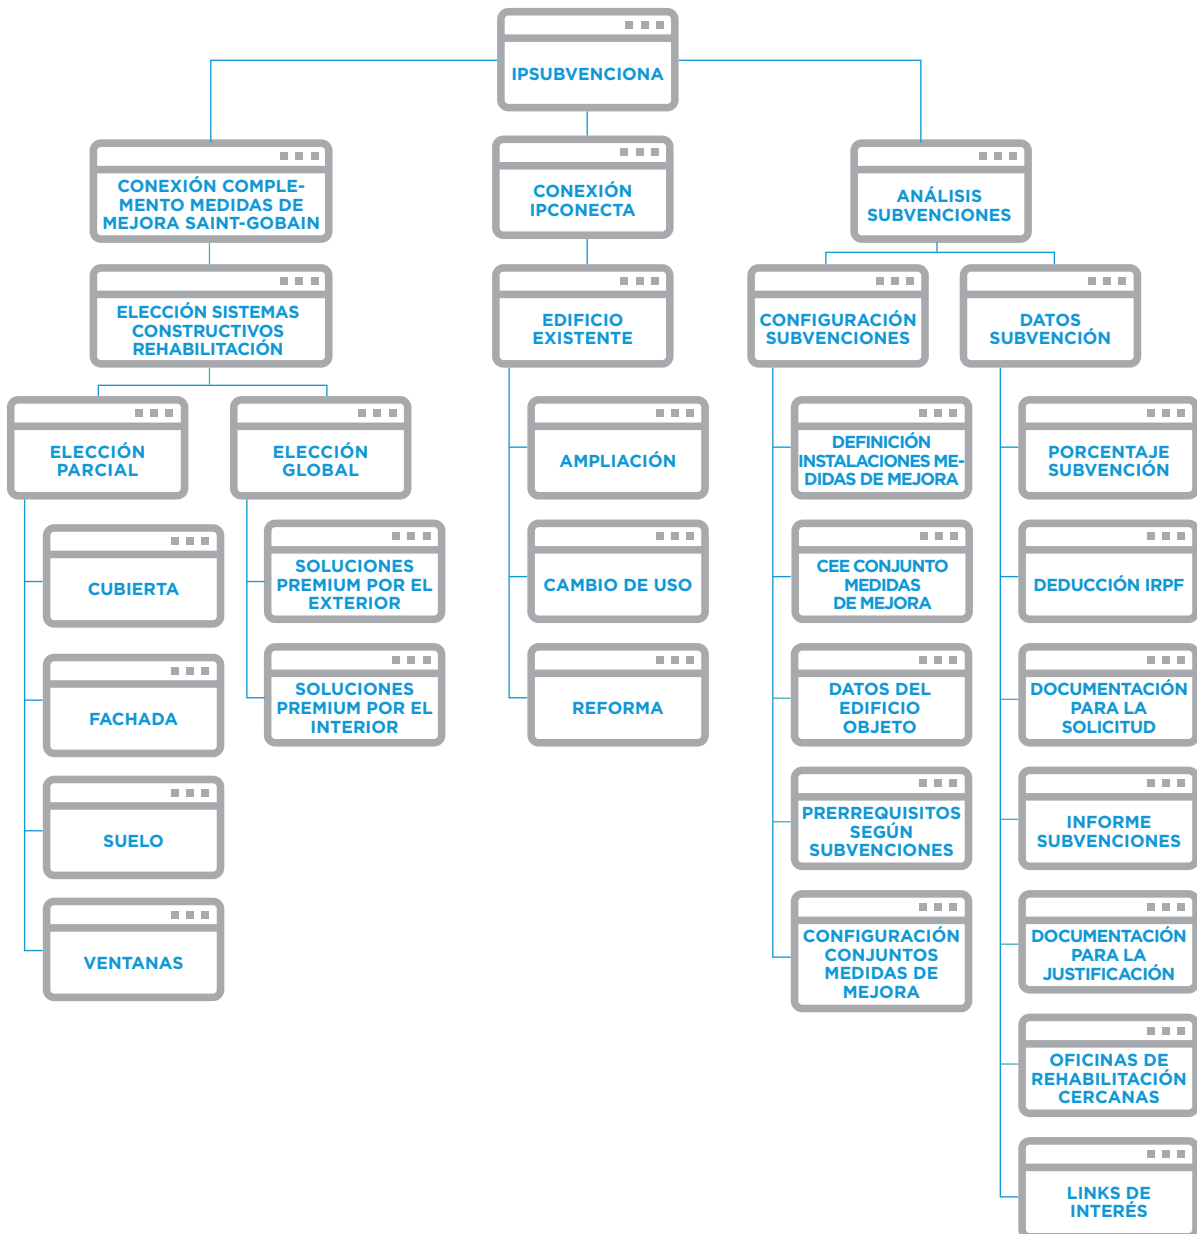 IPSUBVENCIONA
CONEXIÓN COMPLE-
MENTO MEDIDAS DE
MEJORA SAINT-GOBAIN
CONEXIÓN
IPCONECTA
ANÁLISIS
SUBVENCIONES
ELECCIÓN SISTEMAS
CONSTRUCTIVOS
REHABILITACIÓN
EDIFICIO
EXISTENTE
CONFIGURACIÓN
SUBVENCIONES
DATOS
SUBVENCIÓN
ELECCIÓN
PARCIAL
ELECCIÓN
GLOBAL
CUBIERTA
FACHADA
SUELO
VENTANAS
SOLUCIONES
PREMIUM POR EL
EXTERIOR
SOLUCIONES
PREMIUM POR EL
INTERIOR
AMPLIACIÓN
CAMBIO DE USO
REFORMA
DEFINICIÓN
INSTALACIONES ME-
DIDAS DE MEJORA
CEE CONJUNTO
MEDIDAS
DE MEJORA
DATOS DEL
EDIFICIO
OBJETO
PRERREQUISITOS
SEGÚN
SUBVENCIONES
CONFIGURACIÓN
CONJUNTOS
MEDIDAS DE
MEJORA
PORCENTAJE
SUBVENCIÓN
DEDUCCIÓN IRPF
DOCUMENTACIÓN
PARA LA
SOLICITUD
INFORME
SUBVENCIONES
DOCUMENTACIÓN
PARA LA
JUSTIFICACIÓN
OFICINAS DE
REHABILITACIÓN
CERCANAS
LINKS DE
INTERÉS